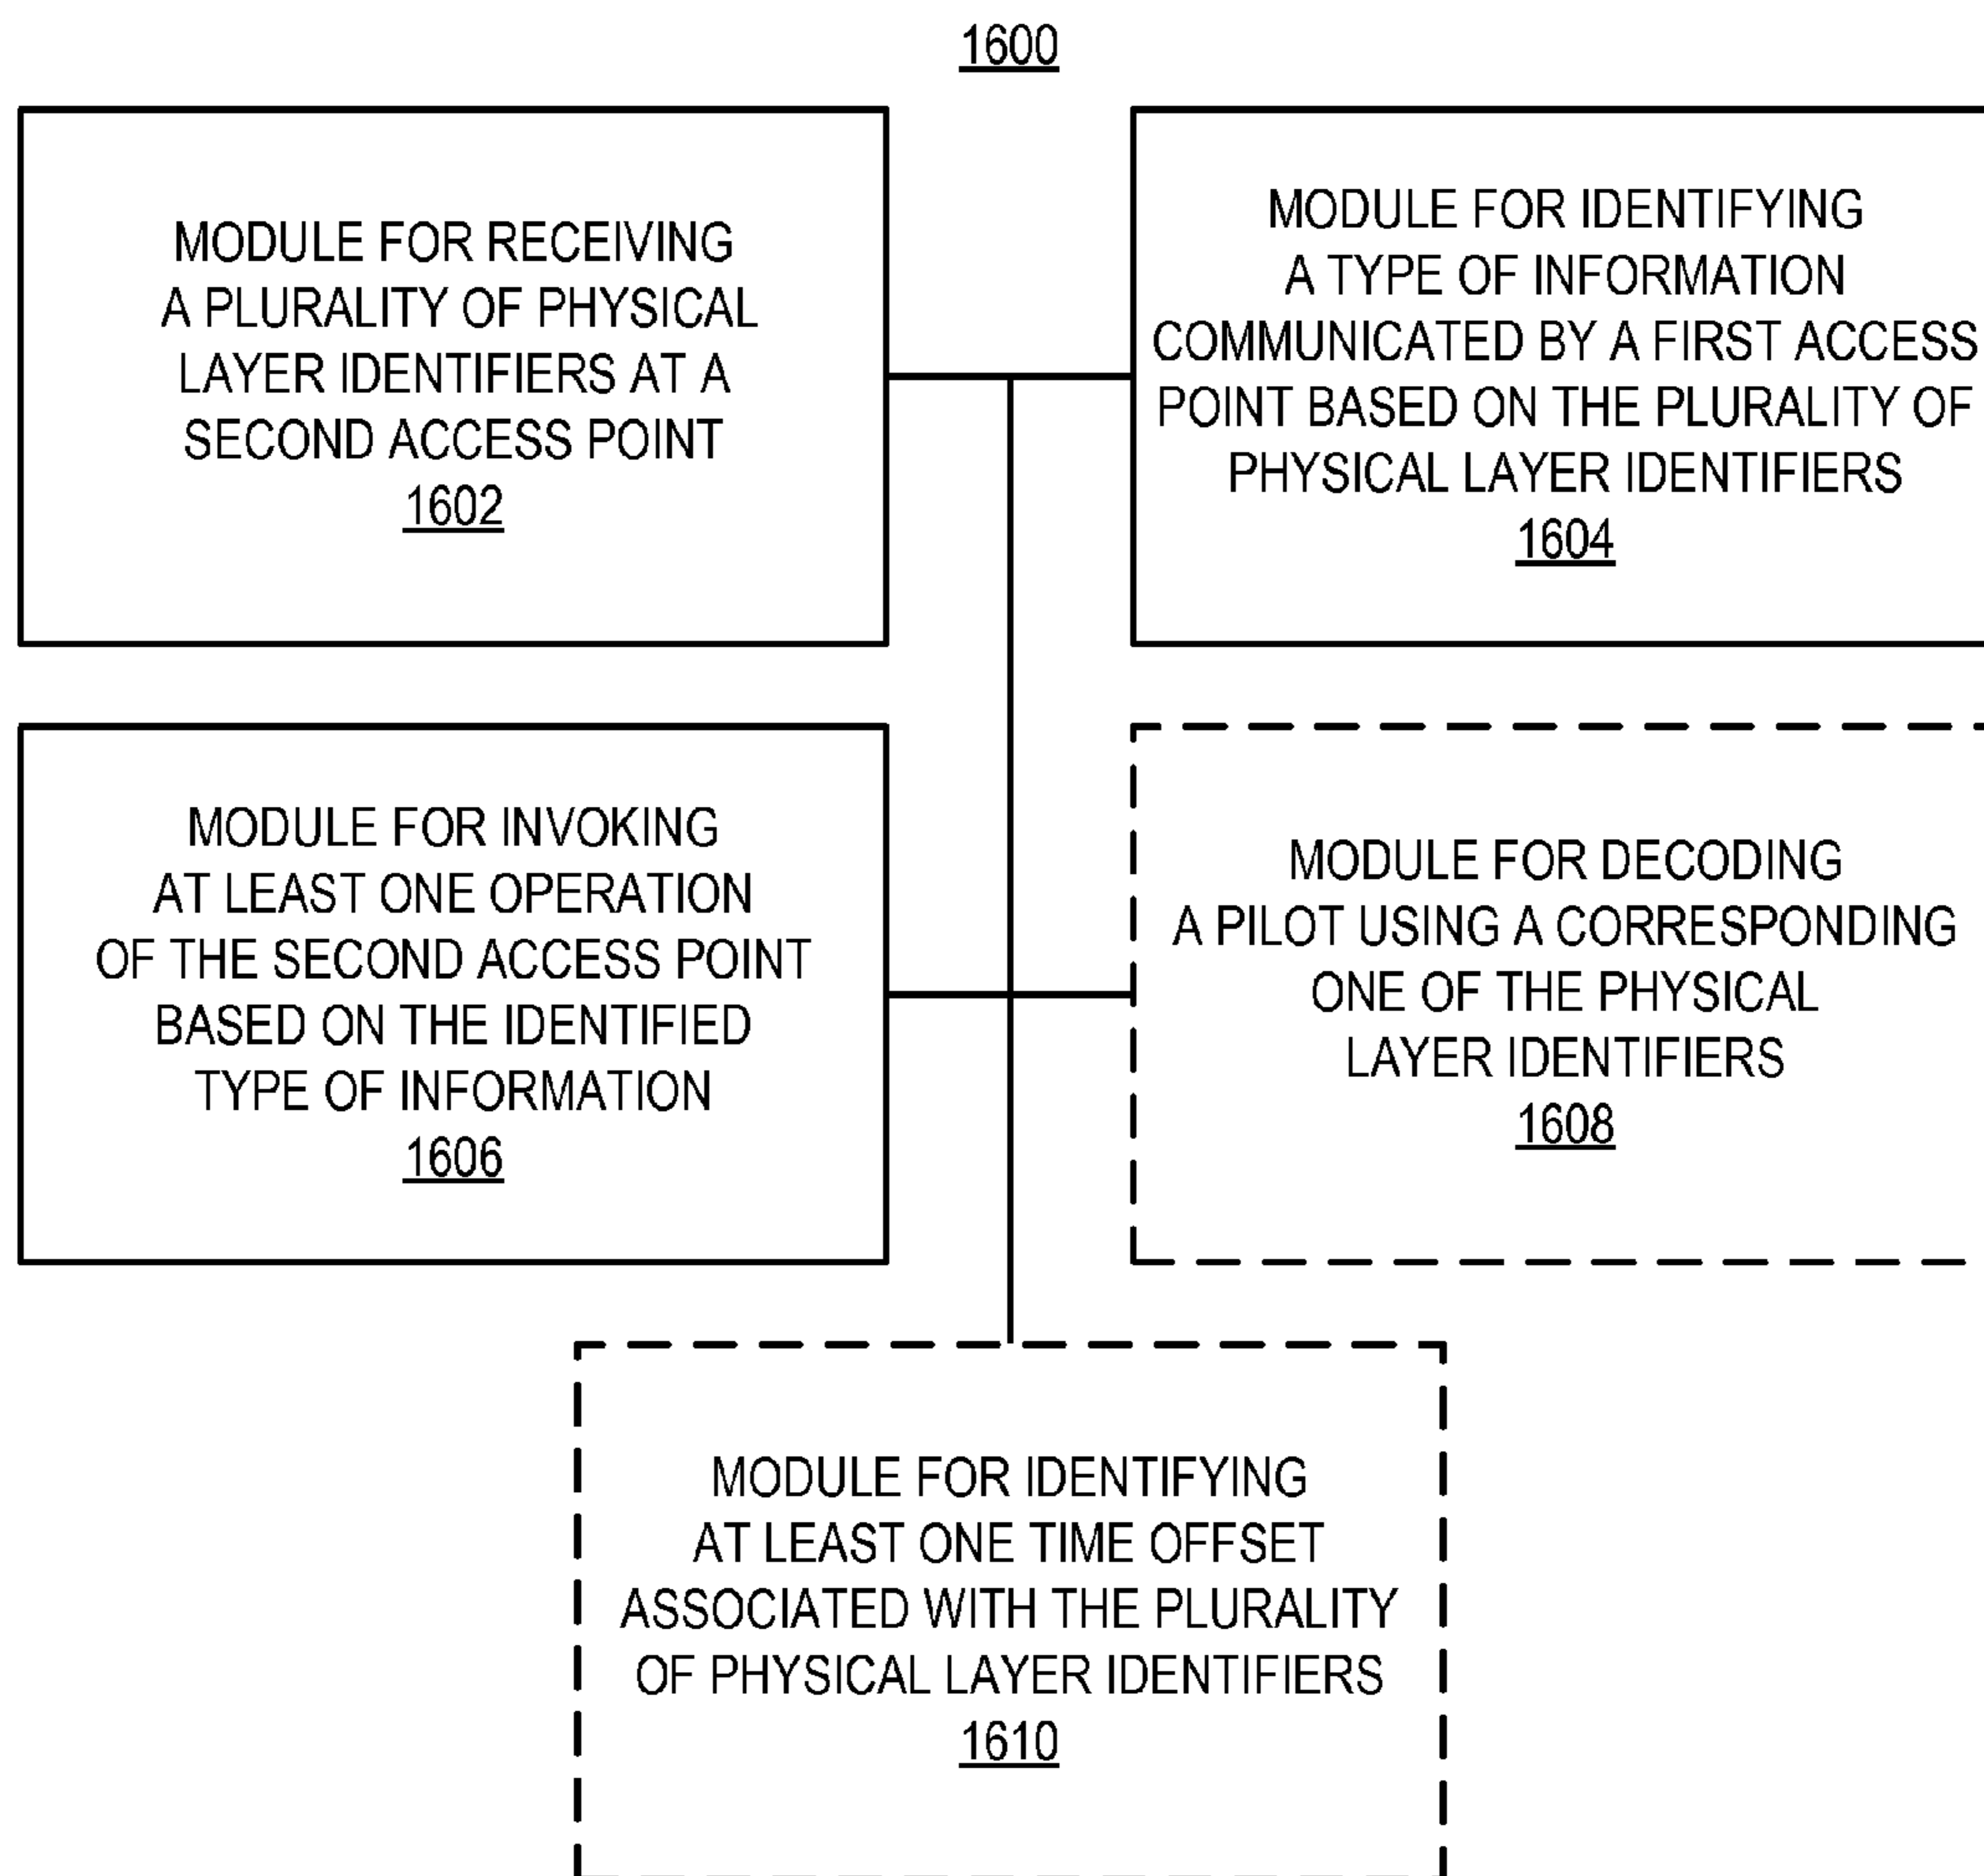 1600
MODULE FOR RECEIVING
A PLURALITY OF PHYSICAL
LAYER IDENTIFIERS AT A
SECOND ACCESS POINT
1602
MODULE FOR IDENTIFYING
A TYPE OF INFORMATION
COMMUNICATED BY A FIRST ACCESS
POINT BASED ON THE PLURALITY OF
PHYSICAL LAYER IDENTIFIERS
1604
MODULE FOR INVOKING
AT LEAST ONE OPERATION
OF THE SECOND ACCESS POINT
BASED ON THE IDENTIFIED
TYPE OF INFORMATION
1606
MODULE FOR DECODING
A PILOT USING A CORRESPONDING
ONE OF THE PHYSICAL
LAYER IDENTIFIERS
1608
MODULE FOR IDENTIFYING
AT LEAST ONE TIME OFFSET
ASSOCIATED WITH THE PLURALITY
OF PHYSICAL LAYER IDENTIFIERS
1610